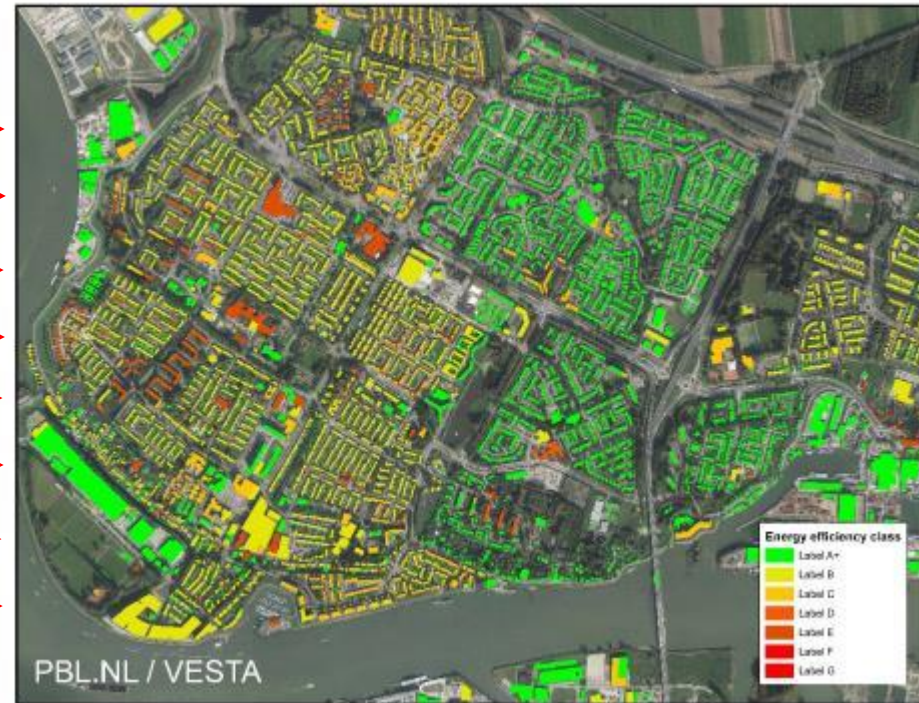 Energy efficiency class
Label A+
Label B
Label C
Label D
Label E
Label F
Label G
PBL.NL / VESTA